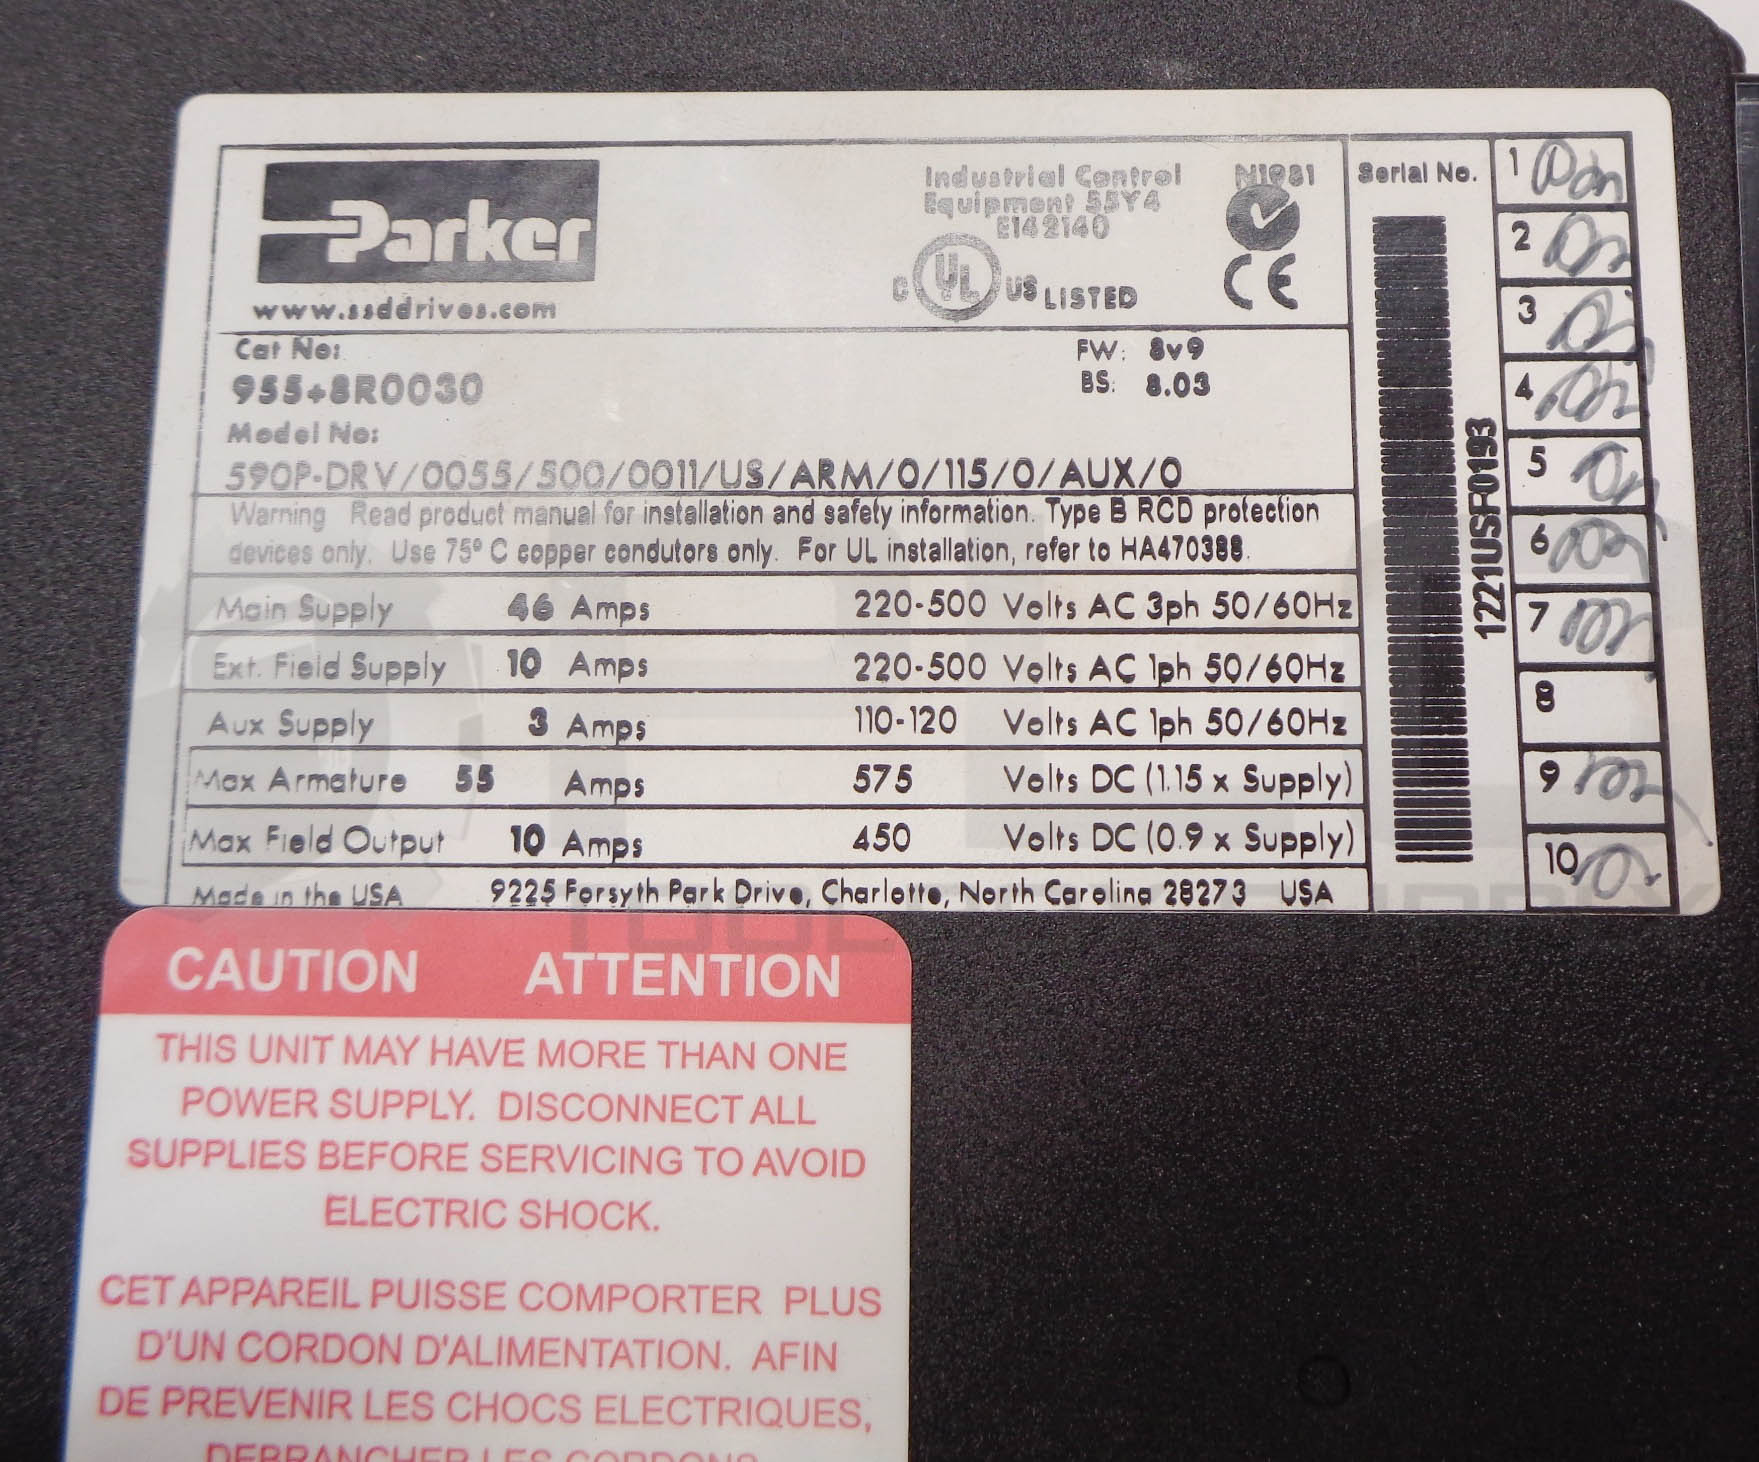 Parker
www.ssddrives.com
Industrial Control
Equipment 35Y4
E142140
C UL US LISTED
N1981
CE
Cat No:
955+8R0030
FW: 8v9
BS: 8.03
Model No:
590P-DRV/0055/500/0011/US/ARM/0/115/0/AUX/0
Warning Read product manual for installation and safety information. Type B RCD protection
devices only. Use 75° C copper condutors only. For UL installation, refer to HA470388.
Main Supply 46 Amps 220-500 Volts AC 3ph 50/60Hz
Ext. Field Supply 10 Amps 220-500 Volts AC 1ph 50/60Hz
Aux Supply 3 Amps 110-120 Volts AC 1ph 50/60Hz
Max Armature 55 Amps 575 Volts DC (1.15 x Supply)
Max Field Output 10 Amps 450 Volts DC (0.9 x Supply)
Made in the USA 9225 Forsyth Park Drive, Charlotte, North Carolina 28273 USA
Serial No.
1221USF0193
1
2
3
4
5
6
7
8
9
10
CAUTION ATTENTION
THIS UNIT MAY HAVE MORE THAN ONE
POWER SUPPLY. DISCONNECT ALL
SUPPLIES BEFORE SERVICING TO AVOID
ELECTRIC SHOCK.
CET APPAREIL PUISSE COMPORTER PLUS
D'UN CORDON D'ALIMENTATION. AFIN
DE PREVENIR LES CHOCS ELECTRIQUES,
DEBRANCHER LES CORDONS